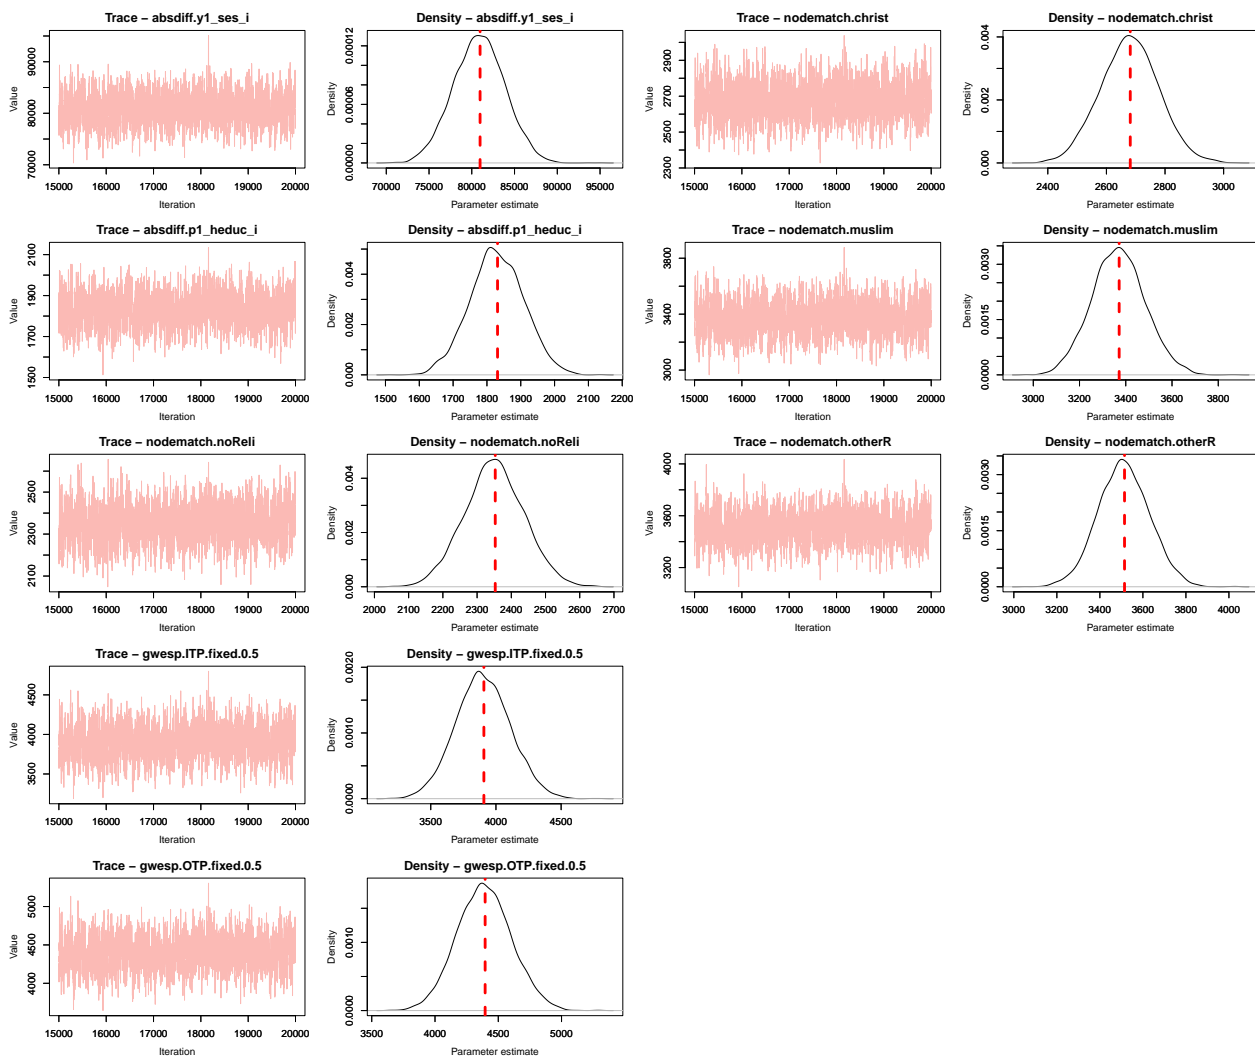 Trace − absdiff.y1_ses_i
Value
70000 80000 90000
15000 16000 17000 18000 19000 20000
Iteration
Density − absdiff.y1_ses_i
Density
0.00000 0.00006 0.00012
70000 75000 80000 85000 90000 95000
Parameter estimate
Trace − nodematch.christ
Value
2300 2500 2700 2900
15000 16000 17000 18000 19000 20000
Iteration
Density − nodematch.christ
Density
0.000 0.002 0.004
2400 2600 2800 3000
Parameter estimate
Trace − absdiff.p1_heduc_i
Value
1500 1700 1900 2100
15000 16000 17000 18000 19000 20000
Iteration
Density − absdiff.p1_heduc_i
Density
0.000 0.002 0.004
1500 1600 1700 1800 1900 2000 2100 2200
Parameter estimate
Trace − nodematch.muslim
Value
3000 3400 3800
15000 16000 17000 18000 19000 20000
Iteration
Density − nodematch.muslim
Density
0.0000 0.0015 0.0030
3000 3200 3400 3600 3800
Parameter estimate
Trace − nodematch.noReli
Value
2100 2300 2500
15000 16000 17000 18000 19000 20000
Iteration
Density − nodematch.noReli
Density
0.000 0.002 0.004
2000 2100 2200 2300 2400 2500 2600 2700
Parameter estimate
Trace − nodematch.otherR
Value
3200 3600 4000
15000 16000 17000 18000 19000 20000
Iteration
Density − nodematch.otherR
Density
0.0000 0.0015 0.0030
3000 3200 3400 3600 3800 4000
Parameter estimate
Trace − gwesp.ITP.fixed.0.5
Value
3500 4000 4500
15000 16000 17000 18000 19000 20000
Iteration
Density − gwesp.ITP.fixed.0.5
Density
0.0000 0.0010 0.0020
3500 4000 4500
Parameter estimate
Trace − gwesp.OTP.fixed.0.5
Value
4000 4500 5000
15000 16000 17000 18000 19000 20000
Iteration
Density − gwesp.OTP.fixed.0.5
Density
0.0000 0.0010
3500 4000 4500 5000
Parameter estimate